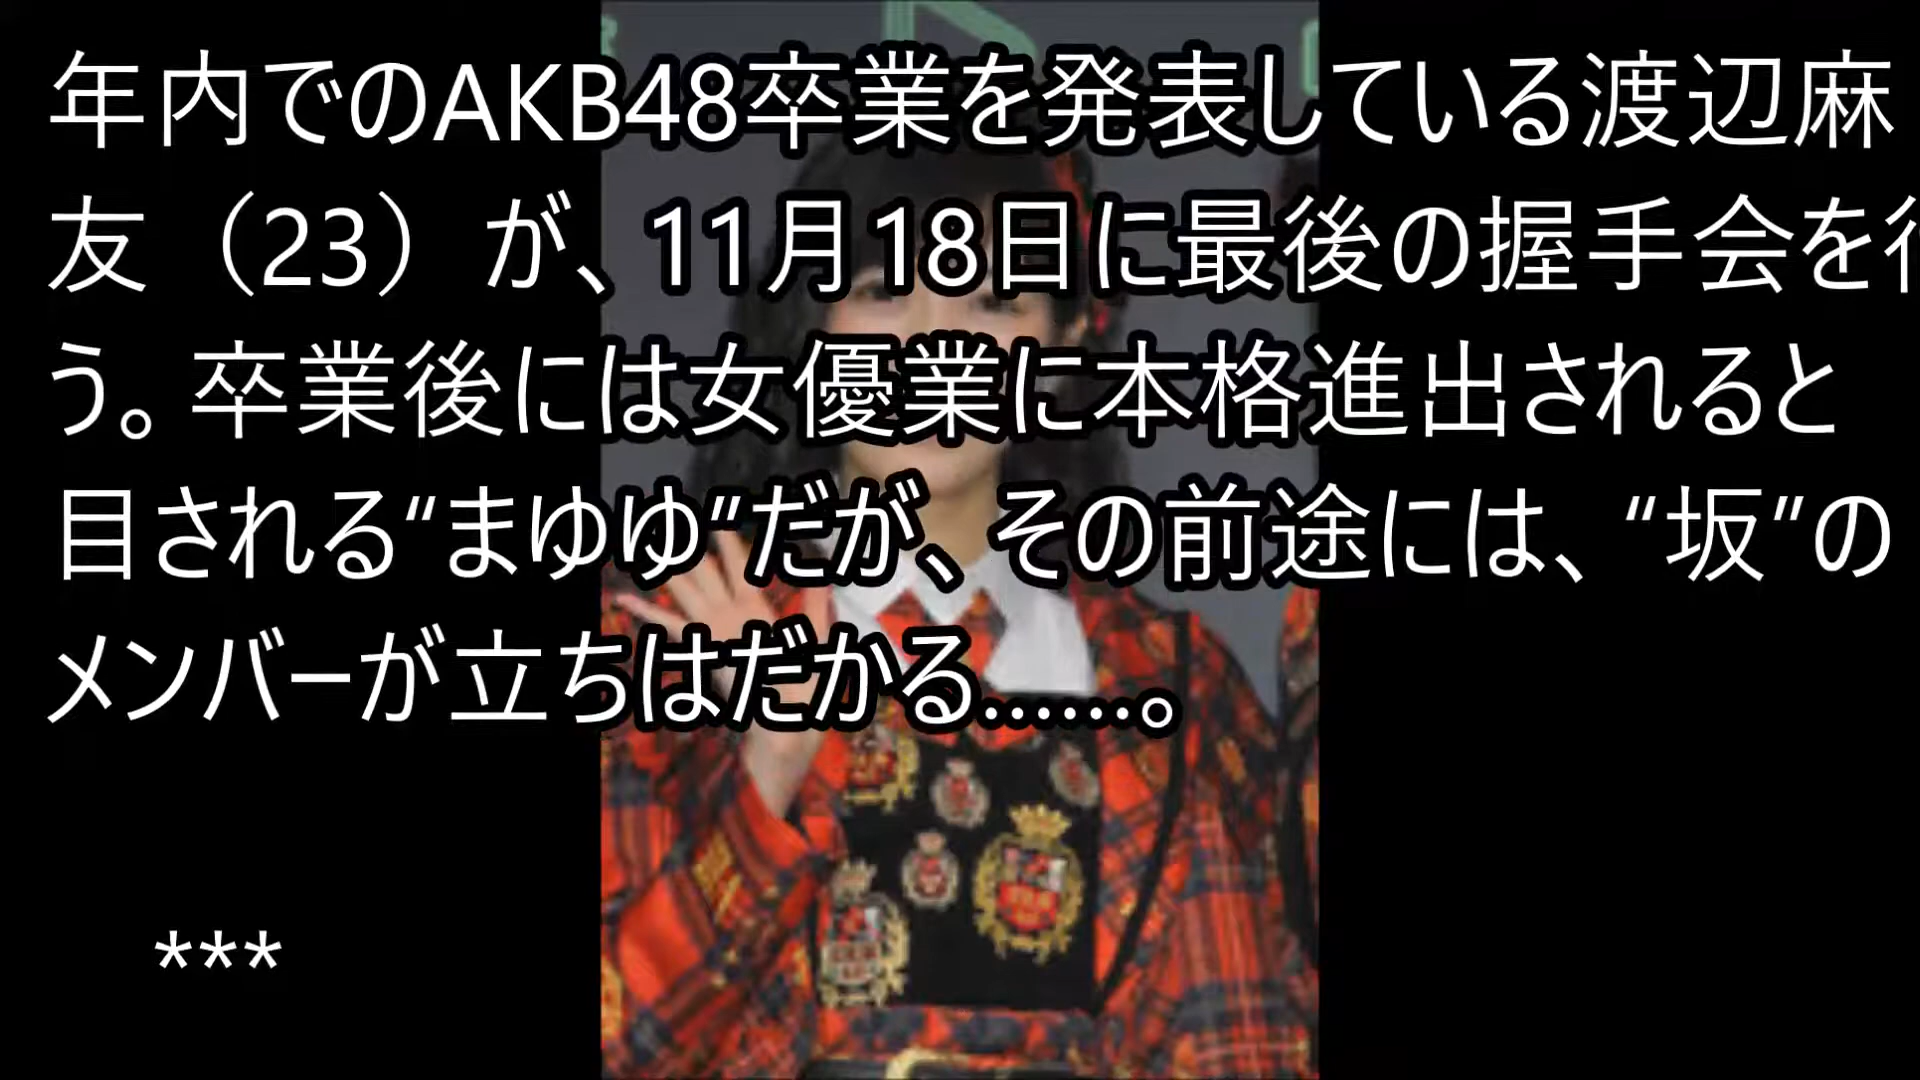 年内でのAKB48卒業を発表している渡辺麻
友（23）が、11月18日に最後の握手会を行
う。卒業後には女優業に本格進出されると
目される“まゆゆ”だが、その前途には、“坂”の
メンバーが立ちはだかる……。
***